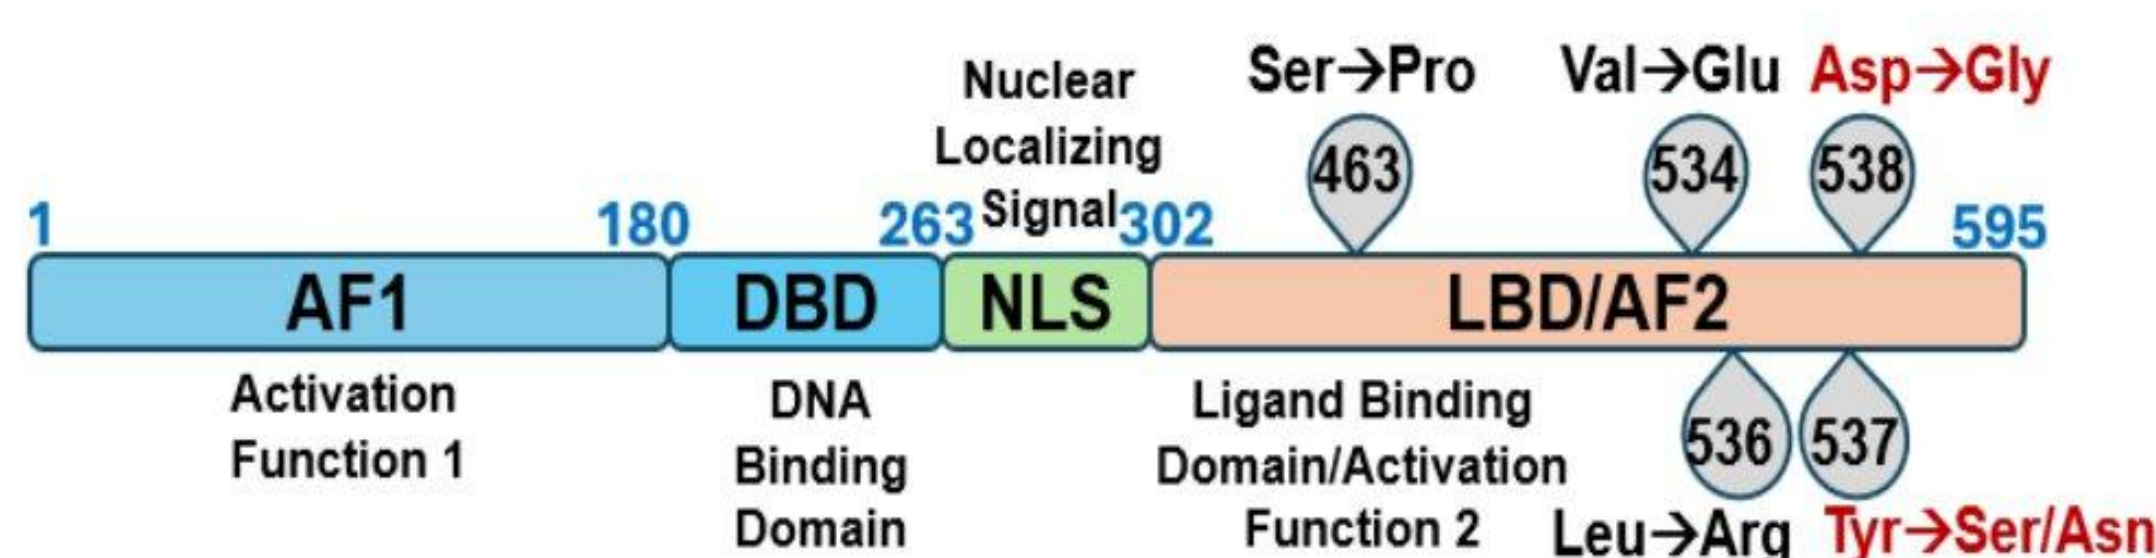 Ser→Pro
Val→Glu
Asp→Gly
Nuclear
Localizing
Signal
463
534
538
1
180
263
302
595
AF1
DBD
NLS
LBD/AF2
Activation
Function 1
DNA
Binding
Domain
Ligand Binding
Domain/Activation
Function 2
536
537
Leu→Arg
Tyr→Ser/Asn